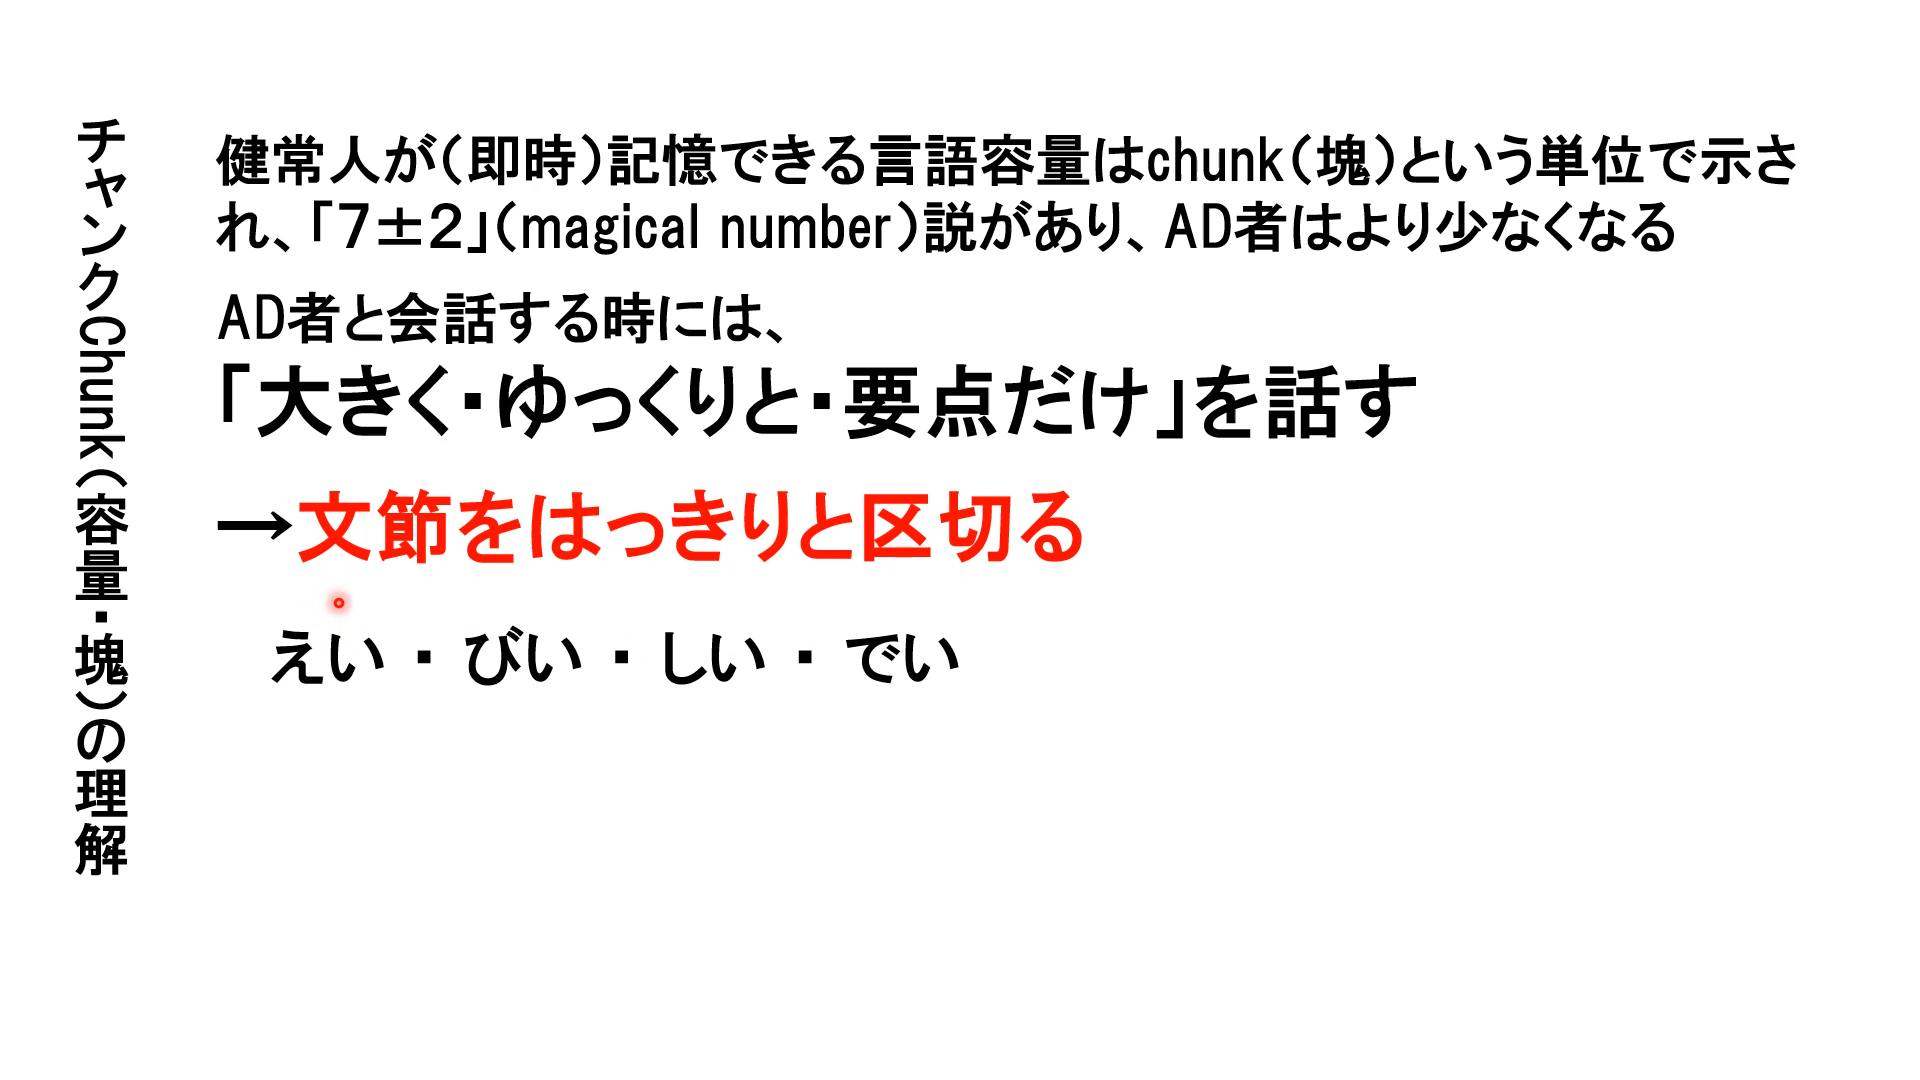 チャンクChunk（容量・塊）の理解
健常人が（即時）記憶できる言語容量はchunk（塊）という単位で示さ
れ、「７±２」（magical number）説があり、AD者はより少なくなる
AD者と会話する時には、
「大きく・ゆっくりと・要点だけ」を話す
→文節をはっきりと区切る
えい ・ びい ・ しい ・ でい